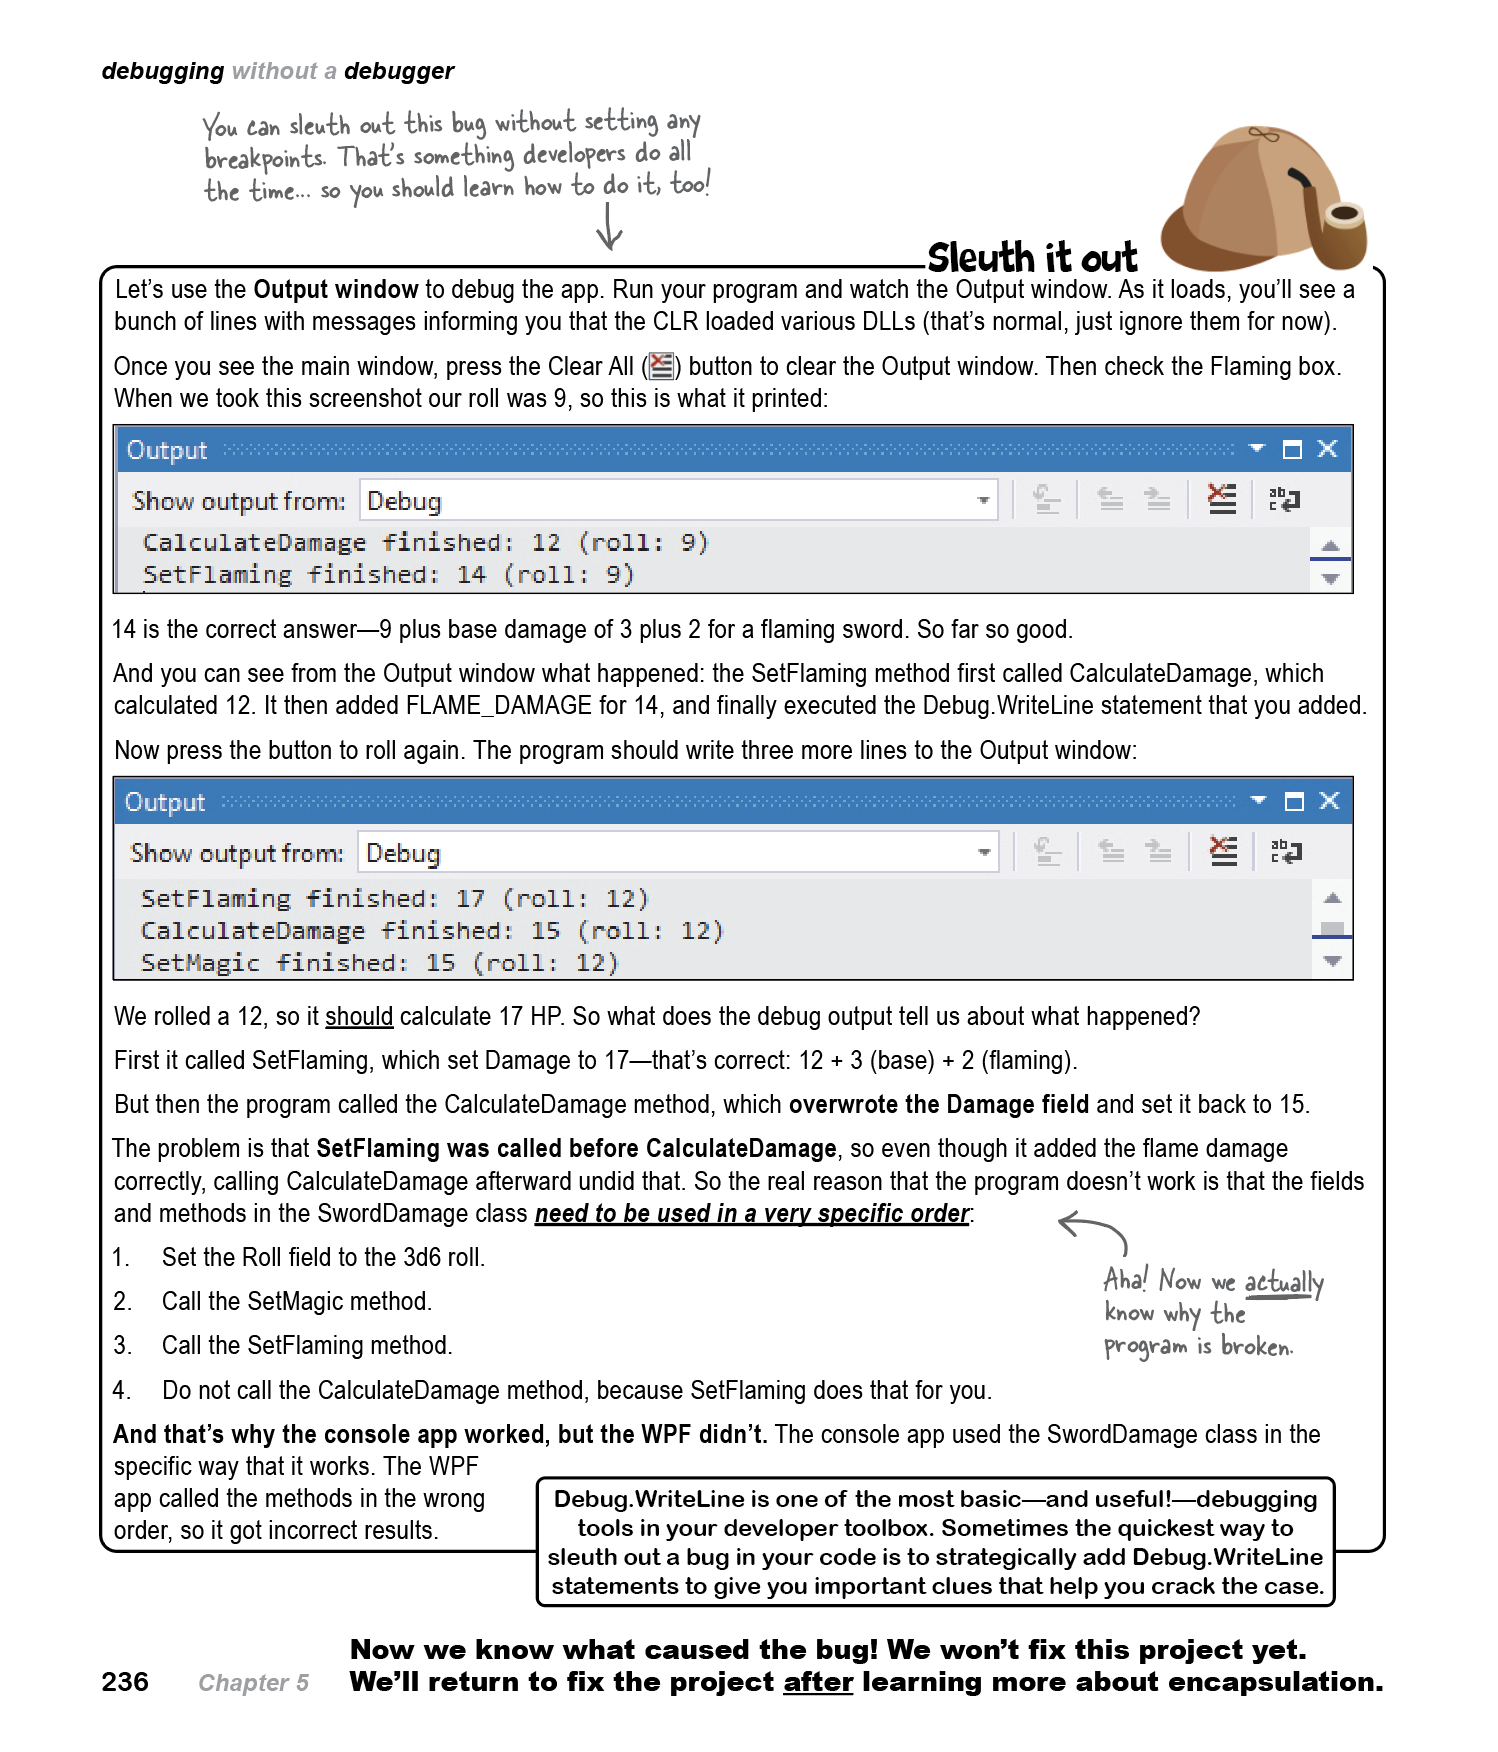 debugging without a debugger
You can sleuth out this bug without setting any
breakpoints. That's something developers do all
the time... so you should learn how to do it, too!
Sleuth it out
Let's use the Output window to debug the app. Run your program and watch the Output window. As it loads, you'll see a
bunch of lines with messages informing you that the CLR loaded various DLLs (that's normal, just ignore them for now).
Once you see the main window, press the Clear All ( ) button to clear the Output window. Then check the Flaming box.
When we took this screenshot our roll was 9, so this is what it printed:
Output
Show output from: Debug
CalculateDamage finished: 12 (roll: 9)
SetFlaming finished: 14 (roll: 9)
14 is the correct answer—9 plus base damage of 3 plus 2 for a flaming sword. So far so good.
And you can see from the Output window what happened: the SetFlaming method first called CalculateDamage, which
calculated 12. It then added FLAME_DAMAGE for 14, and finally executed the Debug.WriteLine statement that you added.
Now press the button to roll again. The program should write three more lines to the Output window:
Output
Show output from: Debug
SetFlaming finished: 17 (roll: 12)
CalculateDamage finished: 15 (roll: 12)
SetMagic finished: 15 (roll: 12)
We rolled a 12, so it should calculate 17 HP. So what does the debug output tell us about what happened?
First it called SetFlaming, which set Damage to 17—that's correct: 12 + 3 (base) + 2 (flaming).
But then the program called the CalculateDamage method, which overwrote the Damage field and set it back to 15.
The problem is that SetFlaming was called before CalculateDamage, so even though it added the flame damage
correctly, calling CalculateDamage afterward undid that. So the real reason that the program doesn't work is that the fields
and methods in the SwordDamage class need to be used in a very specific order:
1. Set the Roll field to the 3d6 roll.
2. Call the SetMagic method.
3. Call the SetFlaming method.
4. Do not call the CalculateDamage method, because SetFlaming does that for you.
Aha! Now we actually
know why the
program is broken.
And that's why the console app worked, but the WPF didn't. The console app used the SwordDamage class in the
specific way that it works. The WPF
app called the methods in the wrong
order, so it got incorrect results.
Debug.WriteLine is one of the most basic—and useful!—debugging
tools in your developer toolbox. Sometimes the quickest way to
sleuth out a bug in your code is to strategically add Debug.WriteLine
statements to give you important clues that help you crack the case.
Now we know what caused the bug! We won't fix this project yet.
We'll return to fix the project after learning more about encapsulation.
236 Chapter 5